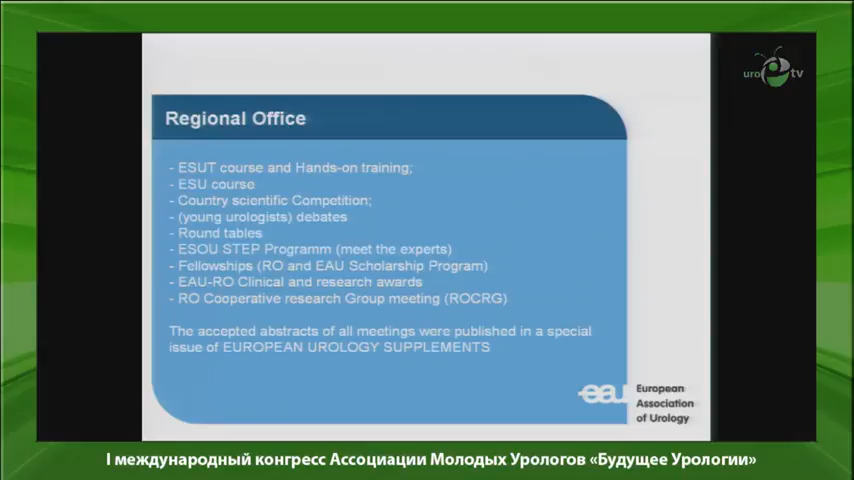 uro tv
Regional Office
- ESUT course and Hands-on training;
- ESU course
- Country scientific Competition;
- (young urologists) debates
- Round tables
- ESOU STEP Programm (meet the experts)
- Fellowships (RO and EAU Scholarship Program)
- EAU-RO Clinical and research awards
- RO Cooperative research Group meeting (ROCRG)
The accepted abstracts of all meetings were published in a special
issue of EUROPEAN UROLOGY SUPPLEMENTS
eau
European
Association
of Urology
I международный конгресс Ассоциации Молодых Урологов «Будущее Урологии»